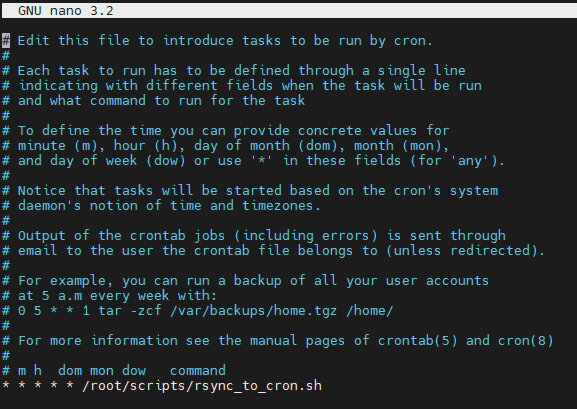 GNU nano 3.2
# Edit this file to introduce tasks to be run by cron.
#
# Each task to run has to be defined through a single line
# indicating with different fields when the task will be run
# and what command to run for the task
#
# To define the time you can provide concrete values for
# minute (m), hour (h), day of month (dom), month (mon),
# and day of week (dow) or use '*' in these fields (for 'any').
#
# Notice that tasks will be started based on the cron's system
# daemon's notion of time and timezones.
#
# Output of the crontab jobs (including errors) is sent through
# email to the user the crontab file belongs to (unless redirected).
#
# For example, you can run a backup of all your user accounts
# at 5 a.m every week with:
# 0 5 * * 1 tar -zcf /var/backups/home.tgz /home/
#
# For more information see the manual pages of crontab(5) and cron(8)
#
# m h  dom mon dow   command
* * * * * /root/scripts/rsync_to_cron.sh